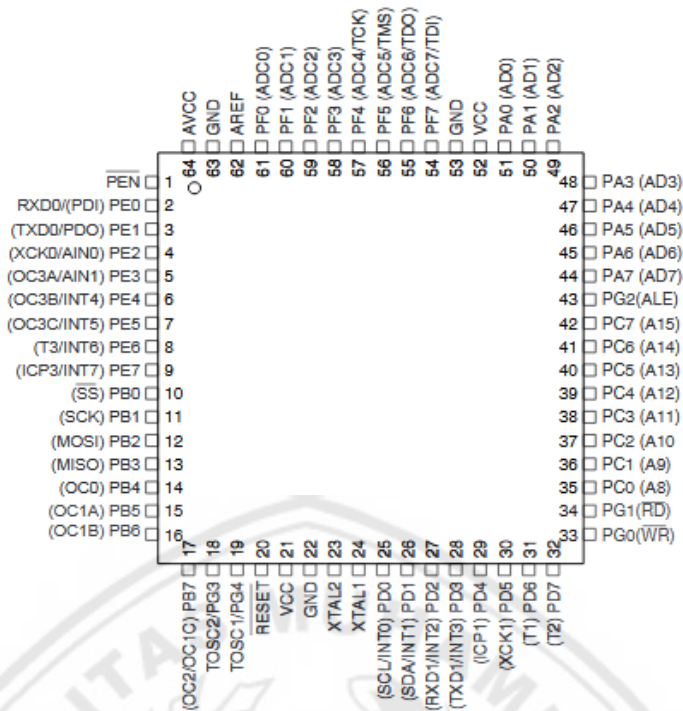 AVCC
GND
AREF
PF0 (ADC0)
PF1 (ADC1)
PF2 (ADC2)
PF3 (ADC3)
PF4 (ADC4/TCK)
PF5 (ADC5/TMS)
PF6 (ADC6/TDO)
PF7 (ADC7/TDI)
GND
VCC
PA0 (AD0)
PA1 (AD1)
PA2 (AD2)
64
63
62
61
60
59
58
57
56
55
54
53
52
51
50
49
PEN 1
RXD0/(PDI) PE0 2
(TXD0/PDO) PE1 3
(XCK0/AIN0) PE2 4
(OC3A/AIN1) PE3 5
(OC3B/INT4) PE4 6
(OC3C/INT5) PE5 7
(T3/INT6) PE6 8
(ICP3/INT7) PE7 9
(SS) PB0 10
(SCK) PB1 11
(MOSI) PB2 12
(MISO) PB3 13
(OC0) PB4 14
(OC1A) PB5 15
(OC1B) PB6 16
48 PA3 (AD3)
47 PA4 (AD4)
46 PA5 (AD5)
45 PA6 (AD6)
44 PA7 (AD7)
43 PG2(ALE)
42 PC7 (A15)
41 PC6 (A14)
40 PC5 (A13)
39 PC4 (A12)
38 PC3 (A11)
37 PC2 (A10
36 PC1 (A9)
35 PC0 (A8)
34 PG1(RD)
33 PG0(WR)
17
18
19
20
21
22
23
24
25
26
27
28
29
30
31
32
(OC2/OC1C) PB7
TOSC2/PG3
TOSC1/PG4
RESET
VCC
GND
XTAL2
XTAL1
(SCL/INT0) PD0
(SDA/INT1) PD1
(RXD1/INT2) PD2
(TXD1/INT3) PD3
(ICP1) PD4
(XCK1) PD5
(T1) PD6
(T2) PD7